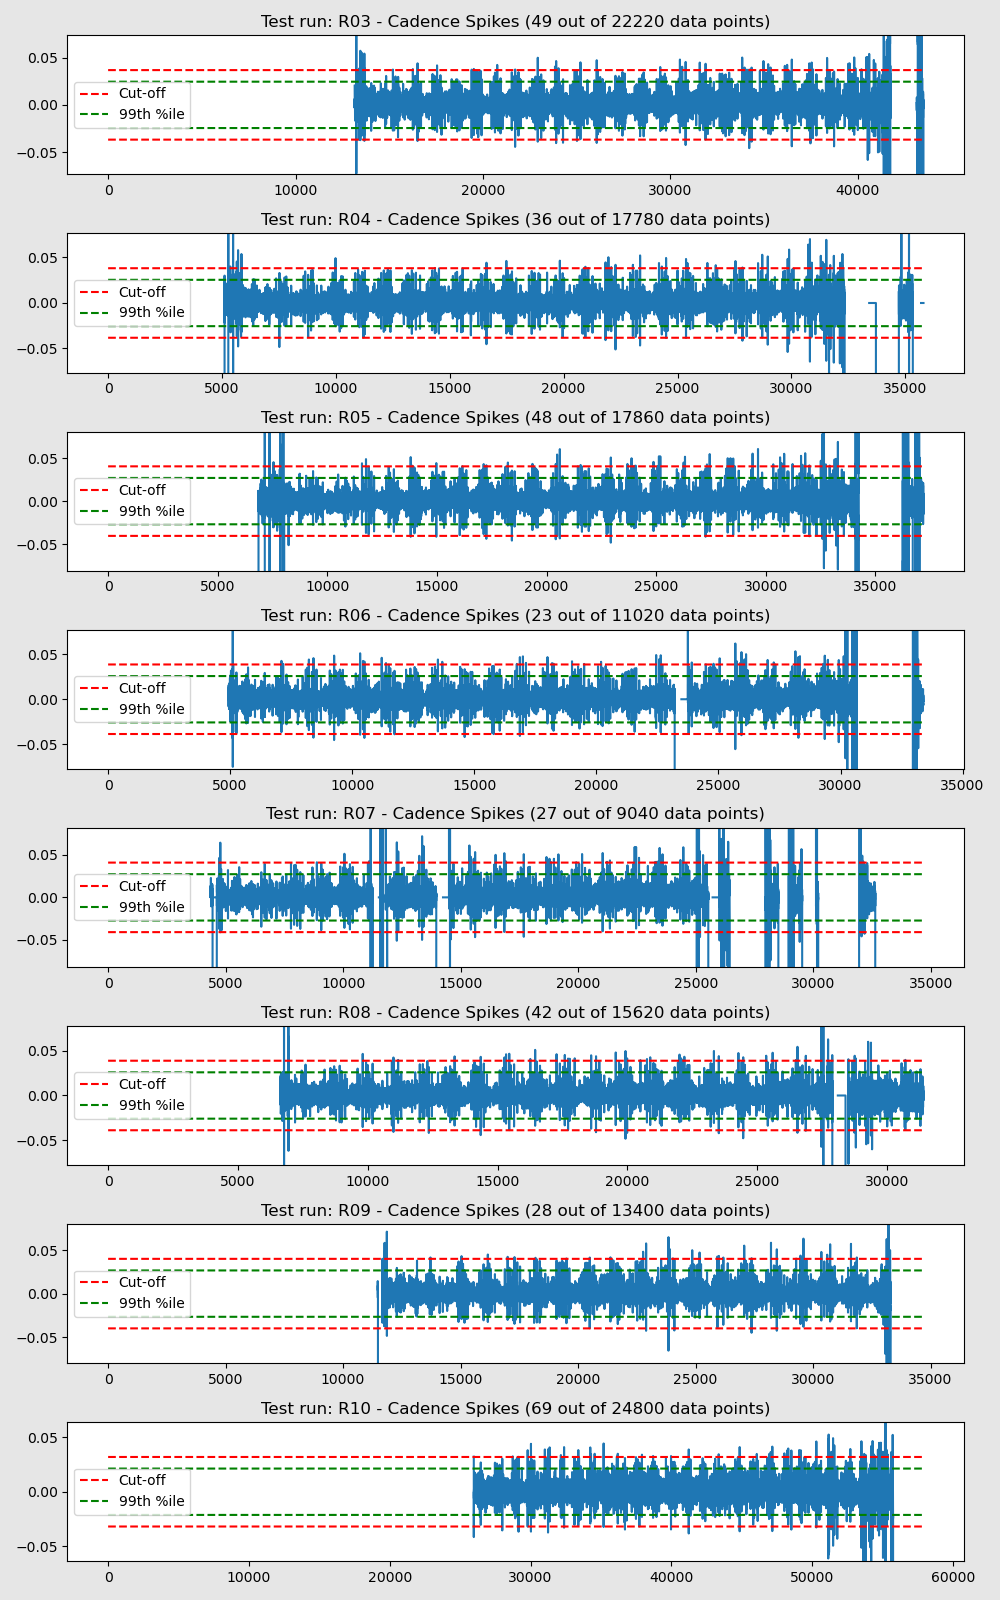 Test run: R03 - Cadence Spikes (49 out of 22220 data points)
0.05
0.00
−0.05
Cut-off
99th %ile
0 10000 20000 30000 40000
Test run: R04 - Cadence Spikes (36 out of 17780 data points)
0.05
0.00
−0.05
Cut-off
99th %ile
0 5000 10000 15000 20000 25000 30000 35000
Test run: R05 - Cadence Spikes (48 out of 17860 data points)
0.05
0.00
−0.05
Cut-off
99th %ile
0 5000 10000 15000 20000 25000 30000 35000
Test run: R06 - Cadence Spikes (23 out of 11020 data points)
0.05
0.00
−0.05
Cut-off
99th %ile
0 5000 10000 15000 20000 25000 30000 35000
Test run: R07 - Cadence Spikes (27 out of 9040 data points)
0.05
0.00
−0.05
Cut-off
99th %ile
0 5000 10000 15000 20000 25000 30000 35000
Test run: R08 - Cadence Spikes (42 out of 15620 data points)
0.05
0.00
−0.05
Cut-off
99th %ile
0 5000 10000 15000 20000 25000 30000
Test run: R09 - Cadence Spikes (28 out of 13400 data points)
0.05
0.00
−0.05
Cut-off
99th %ile
0 5000 10000 15000 20000 25000 30000 35000
Test run: R10 - Cadence Spikes (69 out of 24800 data points)
0.05
0.00
−0.05
Cut-off
99th %ile
0 10000 20000 30000 40000 50000 60000